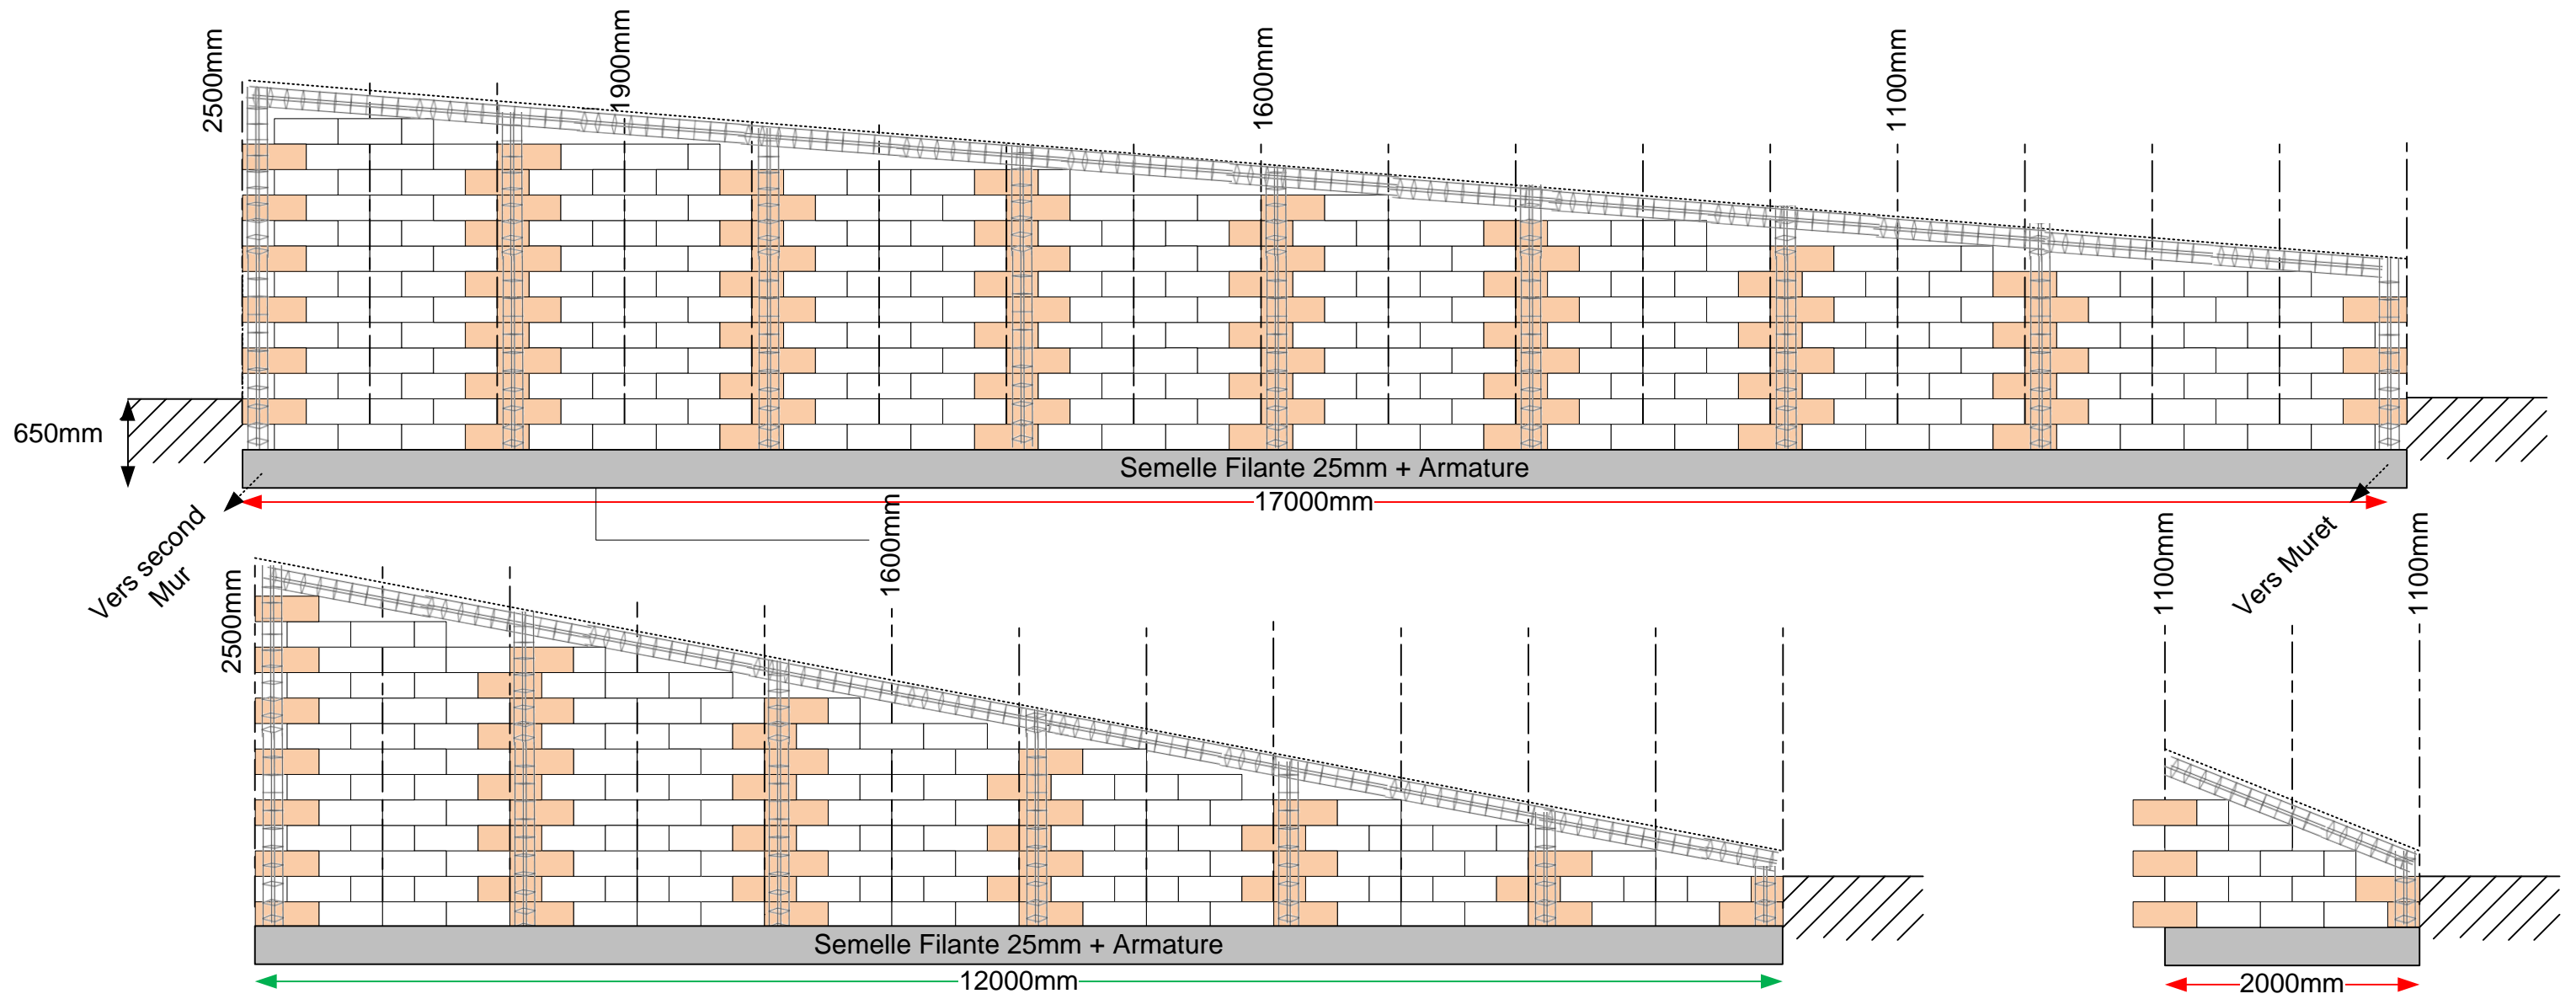 2500mm
1900mm
1600mm
1100mm
650mm
Semelle Filante 25mm + Armature
17000mm
Vers second
Mur
Vers Muret
2500mm
1600mm
1100mm
1100mm
Semelle Filante 25mm + Armature
12000mm
2000mm